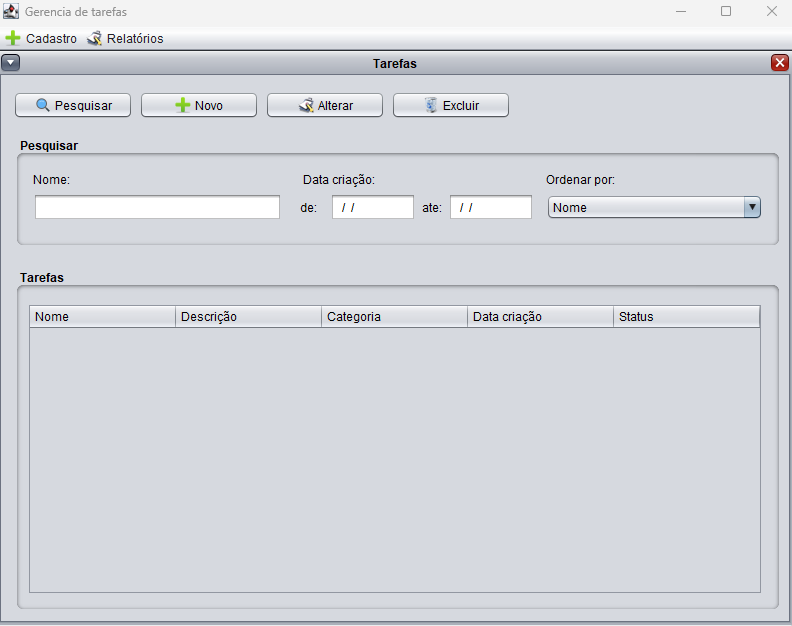 Gerencia de tarefas
Cadastro Relatórios
Tarefas
Pesquisar Novo Alterar Excluir
Pesquisar
Nome: Data criação: Ordenar por:
de: / / ate: / / Nome
Tarefas
Nome Descrição Categoria Data criação Status